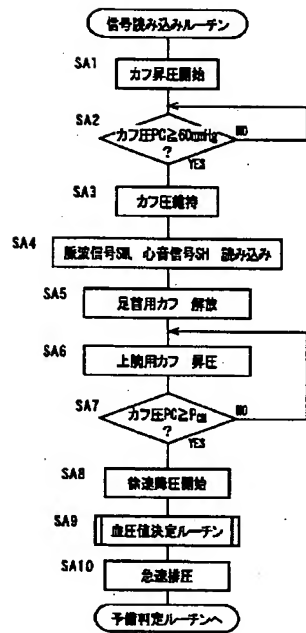 信号読み込みルーチン
SA1
カフ昇圧開始
SA2
カフ圧PC≧60mmHg
?
NO
YES
SA3
カフ圧維持
SA4
脈波信号SM、心音信号SH 読み込み
SA5
足首用カフ 解放
SA6
上腕用カフ 昇圧
SA7
カフ圧PC≧PCM
?
NO
YES
SA8
徐速降圧開始
SA9
血圧値決定ルーチン
SA10
急速排圧
予備判定ルーチンへ